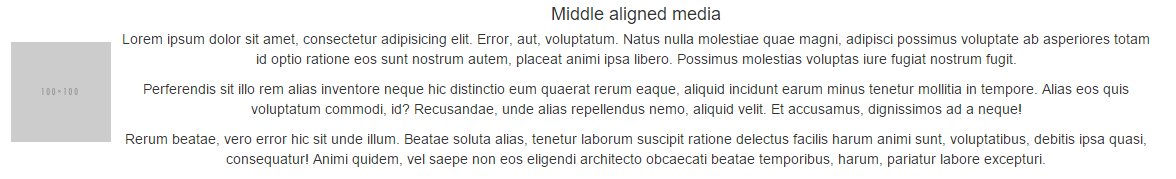 Middle aligned media
Lorem ipsum dolor sit amet, consectetur adipisicing elit. Error, aut, voluptatum. Natus nulla molestiae quae magni, adipisci possimus voluptate ab asperiores totam
id optio ratione eos sunt nostrum autem, placeat animi ipsa libero. Possimus molestias voluptas iure fugiat nostrum fugit.
100×100
Perferendis sit illo rem alias inventore neque hic distinctio eum quaerat rerum eaque, aliquid incidunt earum minus tenetur mollitia in tempore. Alias eos quis
voluptatum commodi, id? Recusandae, unde alias repellendus nemo, aliquid velit. Et accusamus, dignissimos ad a neque!
Rerum beatae, vero error hic sit unde illum. Beatae soluta alias, tenetur laborum suscipit ratione delectus facilis harum animi sunt, voluptatibus, debitis ipsa quasi,
consequatur! Animi quidem, vel saepe non eos eligendi architecto obcaecati beatae temporibus, harum, pariatur labore excepturi.